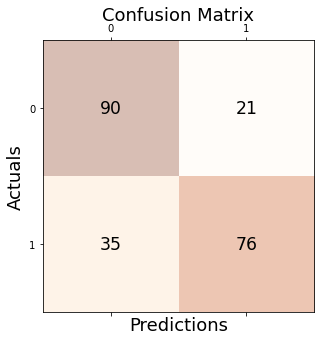 Confusion Matrix
0 1
0 90 21
Actuals
1 35 76
Predictions